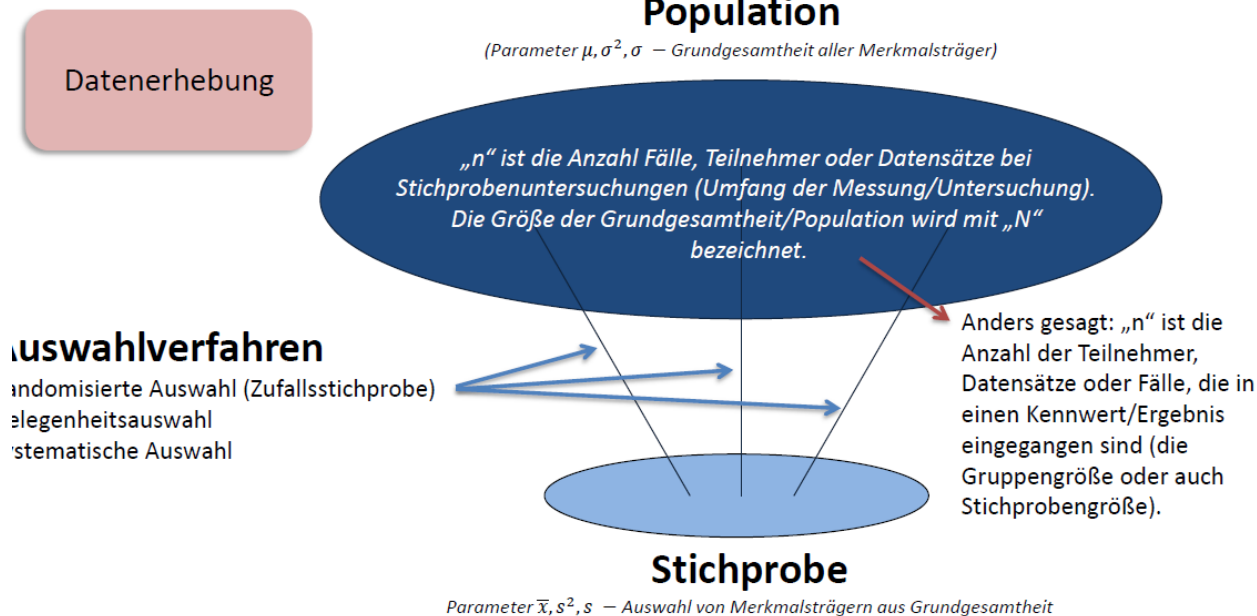 Population
(Parameter μ, σ², σ − Grundgesamtheit aller Merkmalsträger)
Datenerhebung
„n" ist die Anzahl Fälle, Teilnehmer oder Datensätze bei
Stichprobenuntersuchungen (Umfang der Messung/Untersuchung).
Die Größe der Grundgesamtheit/Population wird mit „N"
bezeichnet.
Auswahlverfahren
andomisierte Auswahl (Zufallsstichprobe)
elegenheitsauswahl
ystematische Auswahl
Anders gesagt: „n" ist die
Anzahl der Teilnehmer,
Datensätze oder Fälle, die in
einen Kennwert/Ergebnis
eingegangen sind (die
Gruppengröße oder auch
Stichprobengröße).
Stichprobe
Parameter x̅, s², s − Auswahl von Merkmalsträgern aus Grundgesamtheit